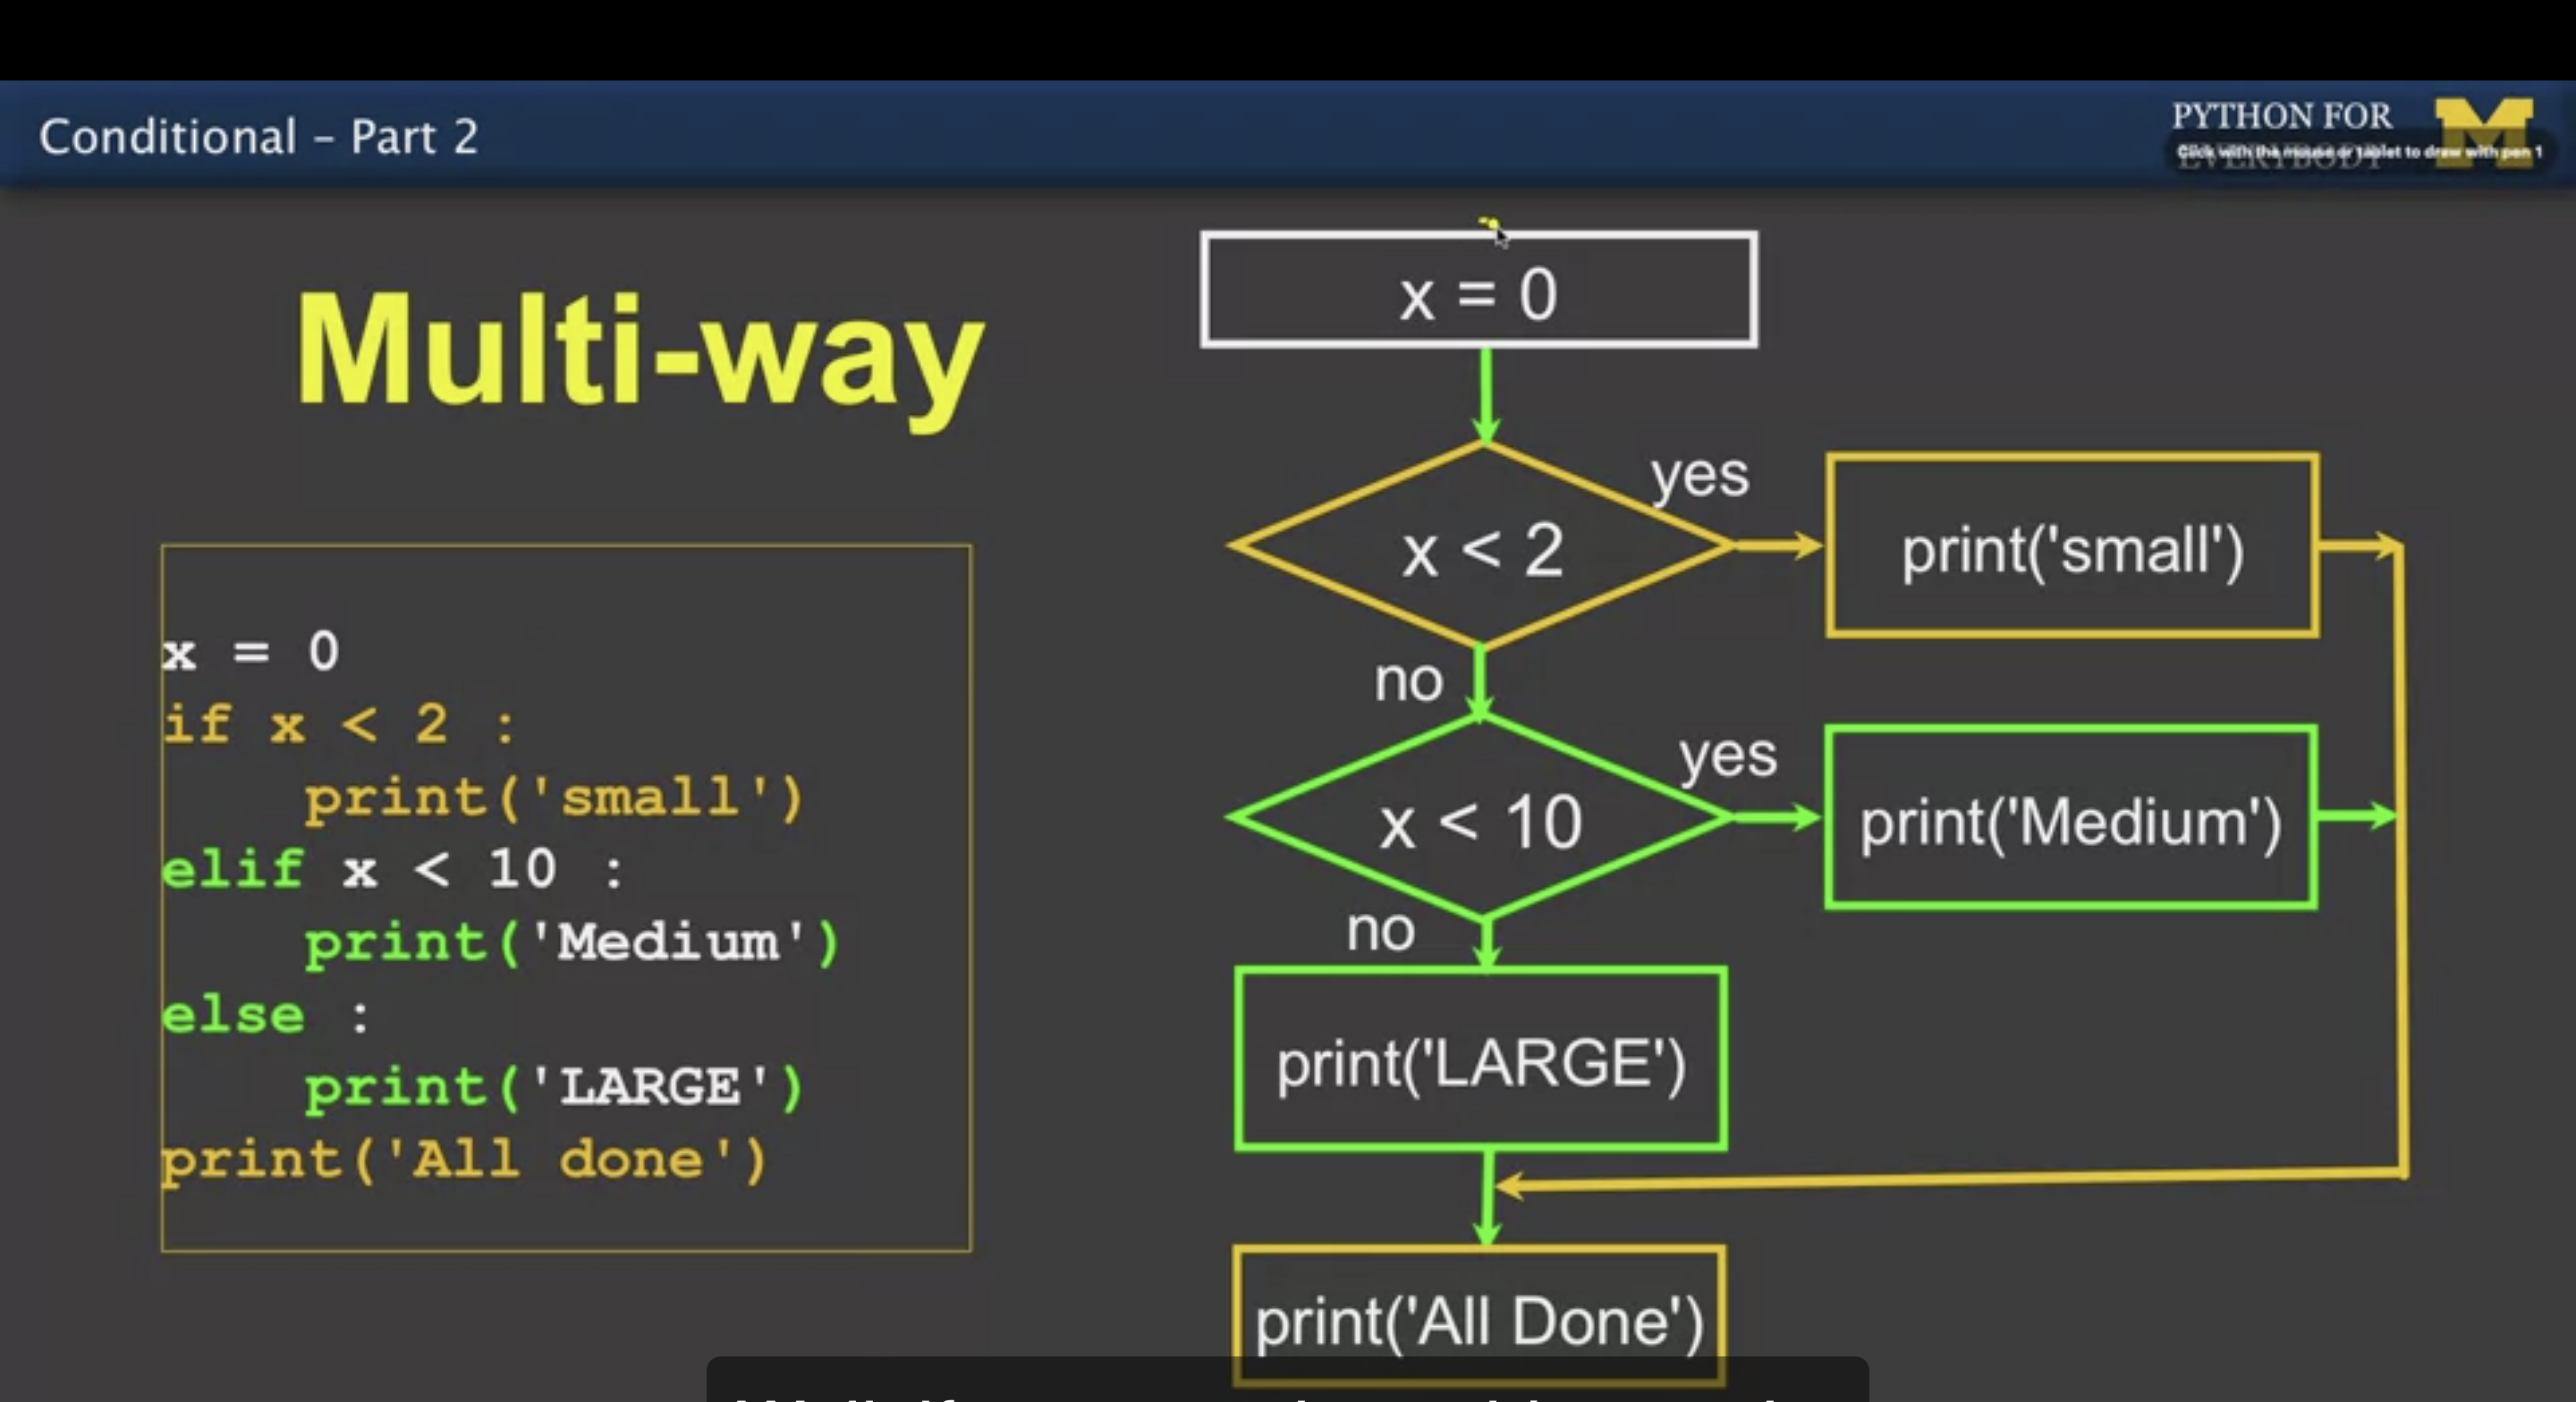 Conditional – Part 2
PYTHON FOR
EVERYBODY
Click with the mouse or tablet to draw with pen 1
Multi-way
x = 0
if x < 2 :
    print('small')
elif x < 10 :
    print('Medium')
else :
    print('LARGE')
print('All done')
x = 0
x < 2
yes
print('small')
no
x < 10
yes
print('Medium')
no
print('LARGE')
print('All Done')